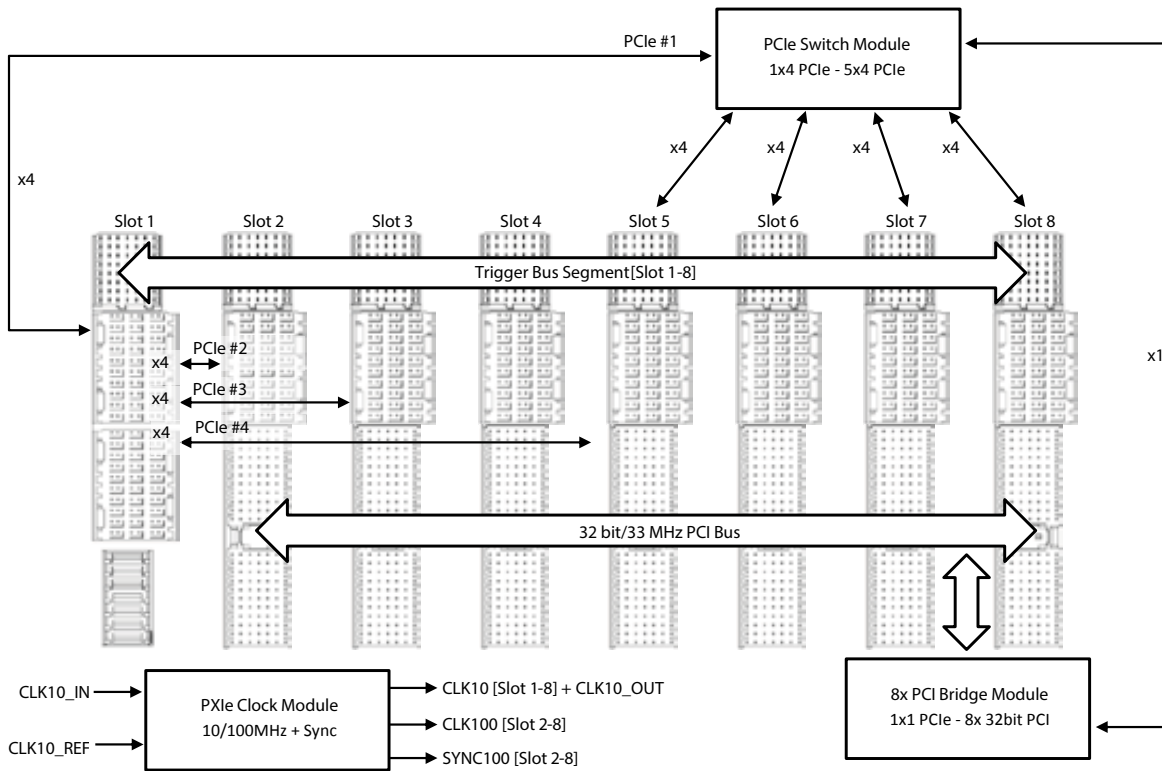 PCIe #1
PCIe Switch Module
1x4 PCIe - 5x4 PCIe
x4
x4
x4
x4
x4
Slot 1
Slot 2
Slot 3
Slot 4
Slot 5
Slot 6
Slot 7
Slot 8
Trigger Bus Segment[Slot 1-8]
PCIe #2
x4
x1
PCIe #3
x4
x4
PCIe #4
32 bit/33 MHz PCI Bus
CLK10_IN
CLK10_REF
PXIe Clock Module
10/100MHz + Sync
CLK10 [Slot 1-8] + CLK10_OUT
CLK100 [Slot 2-8]
SYNC100 [Slot 2-8]
8x PCI Bridge Module
1x1 PCIe - 8x 32bit PCI